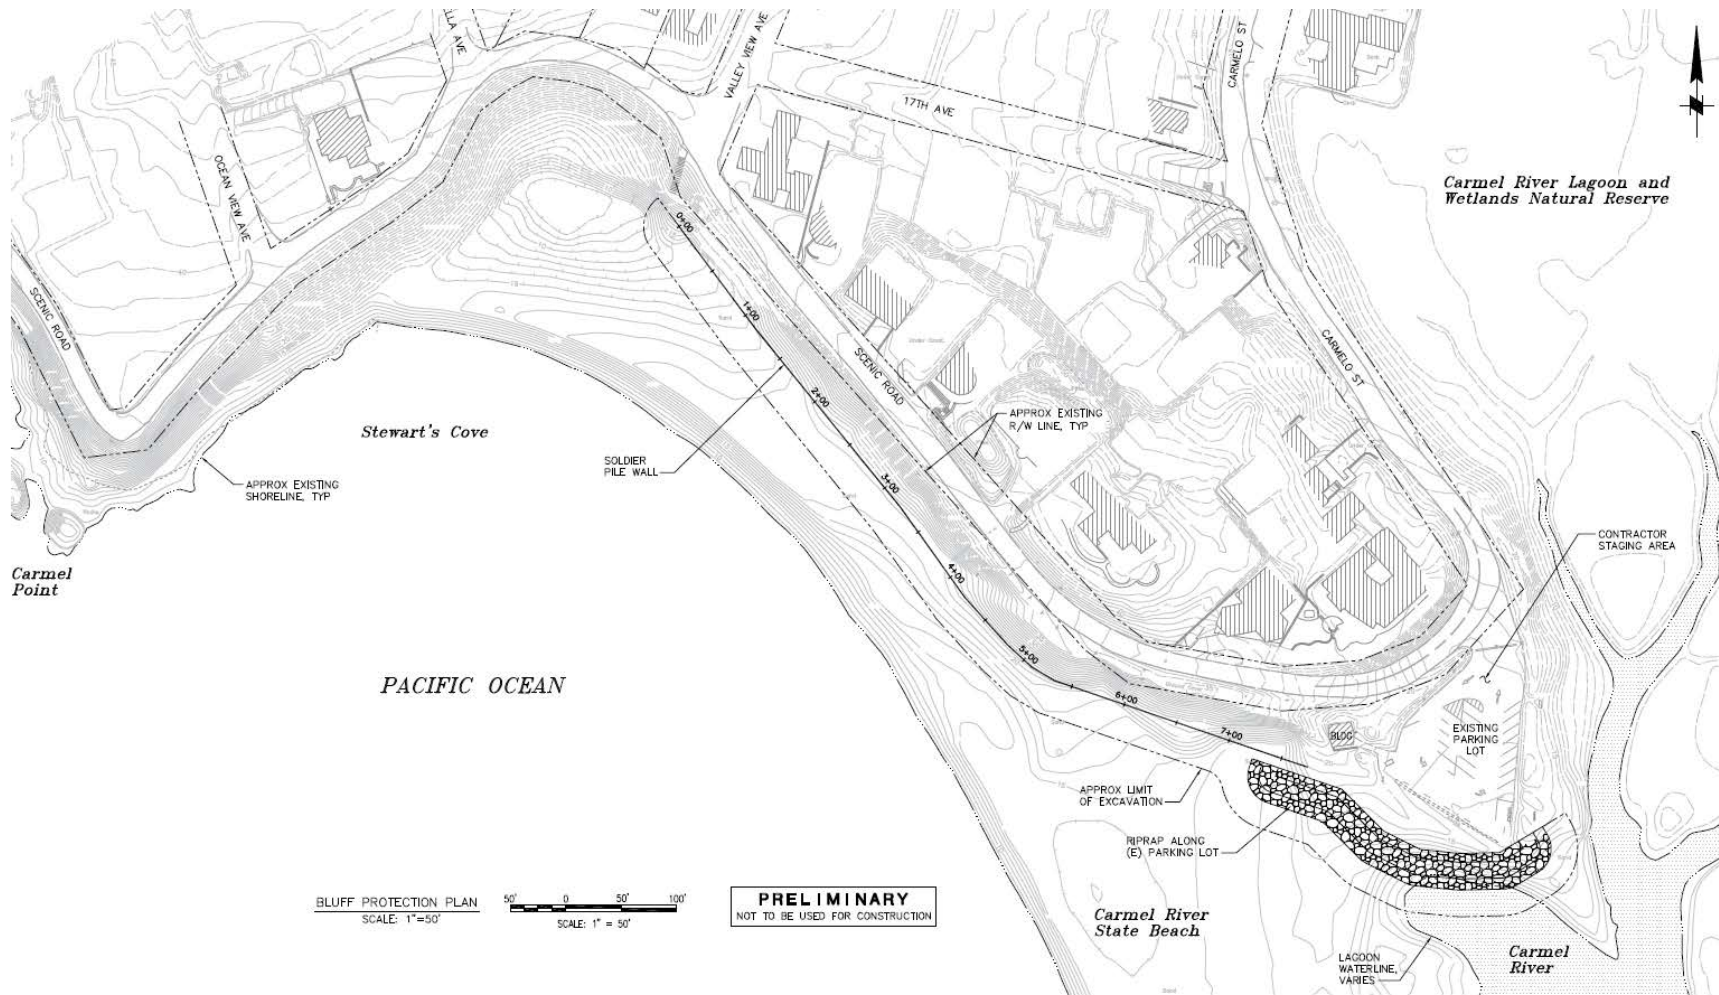 LLA AVE
VALLEY VIEW AVE
CARMELO ST
17TH AVE
OCEAN VIEW AVE
Carmel River Lagoon and
Wetlands Natural Reserve
0+00
SCENIC ROAD
1+00
CARMELO ST
SCENIC ROAD
2+00
APPROX EXISTING
R/W LINE, TYP
Stewart's Cove
SOLDIER
PILE WALL
APPROX EXISTING
SHORELINE, TYP
3+00
CONTRACTOR
STAGING AREA
Carmel
Point
4+00
5+00
PACIFIC OCEAN
6+00
7+00
BLDG
EXISTING
PARKING
LOT
APPROX LIMIT
OF EXCAVATION
RIPRAP ALONG
(E) PARKING LOT
BLUFF PROTECTION PLAN
SCALE: 1"=50'
50' 0 50' 100'
SCALE: 1" = 50'
PRELIMINARY
NOT TO BE USED FOR CONSTRUCTION
Carmel River
State Beach
LAGOON
WATERLINE,
VARIES
Carmel
River